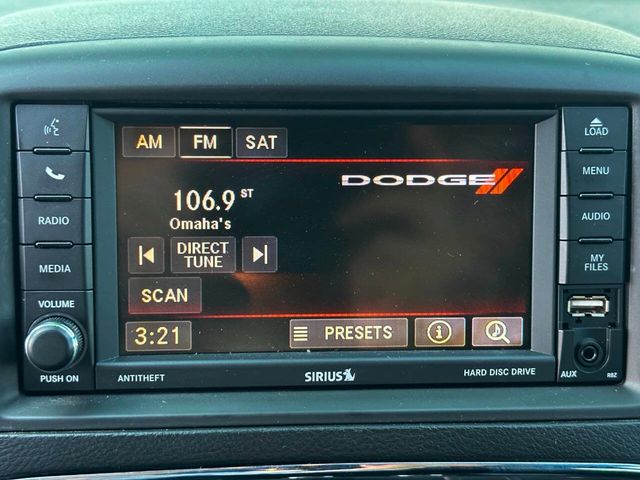 AM FM SAT
DODGE
106.9 ST
Omaha's
DIRECT
TUNE
SCAN
3:21 PRESETS
RADIO
MEDIA
VOLUME
PUSH ON
LOAD
MENU
AUDIO
MY
FILES
AUX RBZ
ANTITHEFT SIRIUS HARD DISC DRIVE